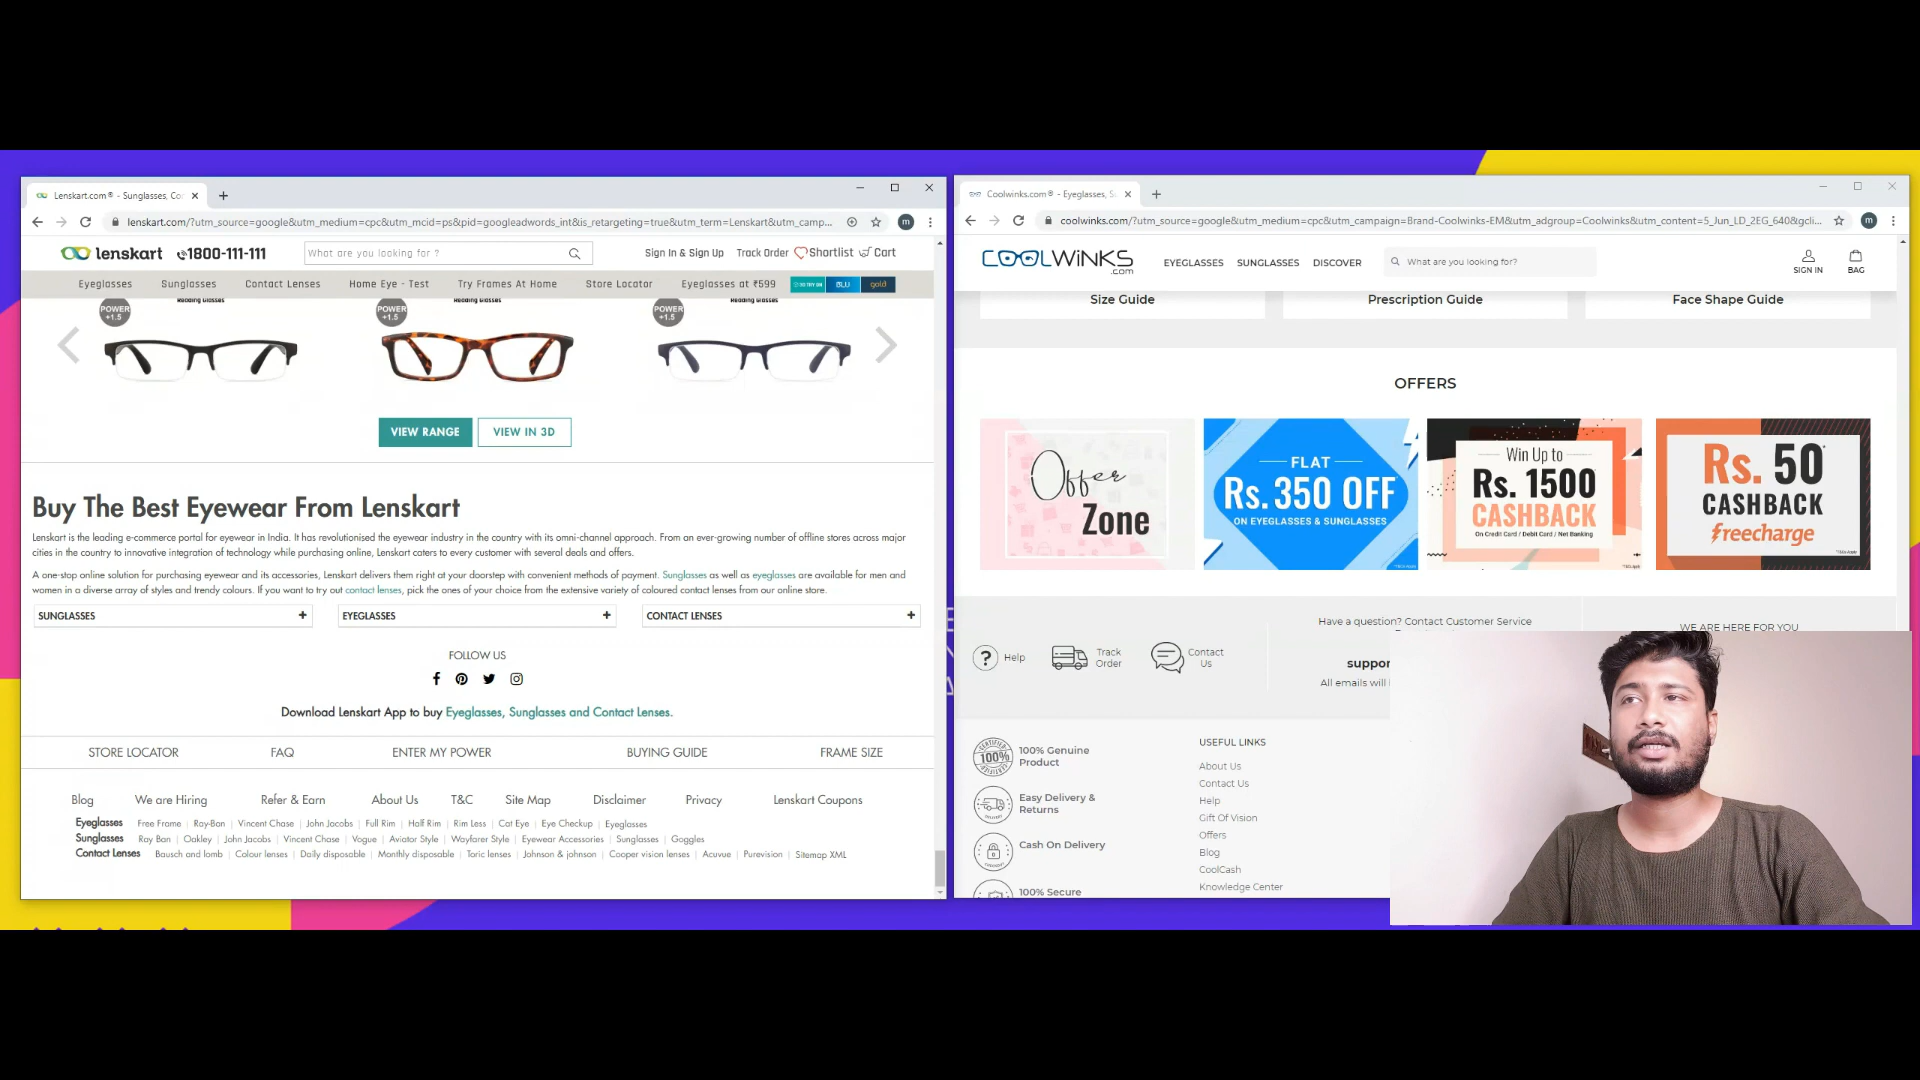 Lenskart.com® - Sunglasses, Co
lenskart.com/?utm_source=google&utm_medium=cpc&utm_mcid=ps&pid=googleadwords_int&is_retargeting=true&utm_term=Lenskart&utm_camp...
m
lenskart
1800-111-111
What are you looking for ?
Sign In & Sign Up
Track Order
Shortlist
Cart
Eyeglasses
Sunglasses
Contact Lenses
Home Eye - Test
Try Frames At Home
Store Locator
Eyeglasses at ₹599
3D TRY ON
BLU
gold
Reading Glasses
Reading Glasses
Reading Glasses
POWER +1.5
POWER +1.5
POWER +1.5
VIEW RANGE
VIEW IN 3D
Buy The Best Eyewear From Lenskart
Lenskart is the leading e-commerce portal for eyewear in India. It has revolutionised the eyewear industry in the country with its omni-channel approach. From an ever-growing number of offline stores across major
cities in the country to innovative integration of technology while purchasing online, Lenskart caters to every customer with several deals and offers.
A one-stop online solution for purchasing eyewear and its accessories, Lenskart delivers them right at your doorstep with convenient methods of payment. Sunglasses as well as eyeglasses are available for men and
women in a diverse array of styles and trendy colours. If you want to try out contact lenses, pick the ones of your choice from the extensive variety of coloured contact lenses from our online store.
SUNGLASSES +
EYEGLASSES +
CONTACT LENSES +
FOLLOW US
Download Lenskart App to buy Eyeglasses, Sunglasses and Contact Lenses.
STORE LOCATOR
FAQ
ENTER MY POWER
BUYING GUIDE
FRAME SIZE
Blog
We are Hiring
Refer & Earn
About Us
T&C
Site Map
Disclaimer
Privacy
Lenskart Coupons
Eyeglasses Free Frame | Ray-Ban | Vincent Chase | John Jacobs | Full Rim | Half Rim | Rim Less | Cat Eye | Eye Checkup | Eyeglasses
Sunglasses Ray Ban | Oakley | John Jacobs | Vincent Chase | Vogue | Aviator Style | Wayfarer Style | Eyewear Accessories | Sunglasses | Goggles
Contact Lenses Bausch and lomb | Colour lenses | Daily disposable | Monthly disposable | Toric lenses | Johnson & johnson | Cooper vision lenses | Acuvue | Purevision | Sitemap XML
Coolwinks.com® - Eyeglasses, S
coolwinks.com/?utm_source=google&utm_medium=cpc&utm_campaign=Brand-Coolwinks-EM&utm_adgroup=Coolwinks&utm_content=5_Jun_LD_2EG_640&gcli...
m
COOLWiNKS
.com
EYEGLASSES
SUNGLASSES
DISCOVER
What are you looking for?
SIGN IN
BAG
Size Guide
Prescription Guide
Face Shape Guide
OFFERS
Offer
Zone
FLAT
Rs. 350 OFF
ON EYEGLASSES & SUNGLASSES
Win Up to
Rs. 1500
CASHBACK
On Credit Card / Debit Card / Net Banking
Rs. 50*
CASHBACK
freecharge
? Help
Track
Order
Contact
Us
Have a question? Contact Customer Service
suppor
All emails will
WE ARE HERE FOR YOU
CERTIFIED
100%
100% Genuine
Product
Easy Delivery &
Returns
Cash On Delivery
100% Secure
USEFUL LINKS
About Us
Contact Us
Help
Gift Of Vision
Offers
Blog
CoolCash
Knowledge Center